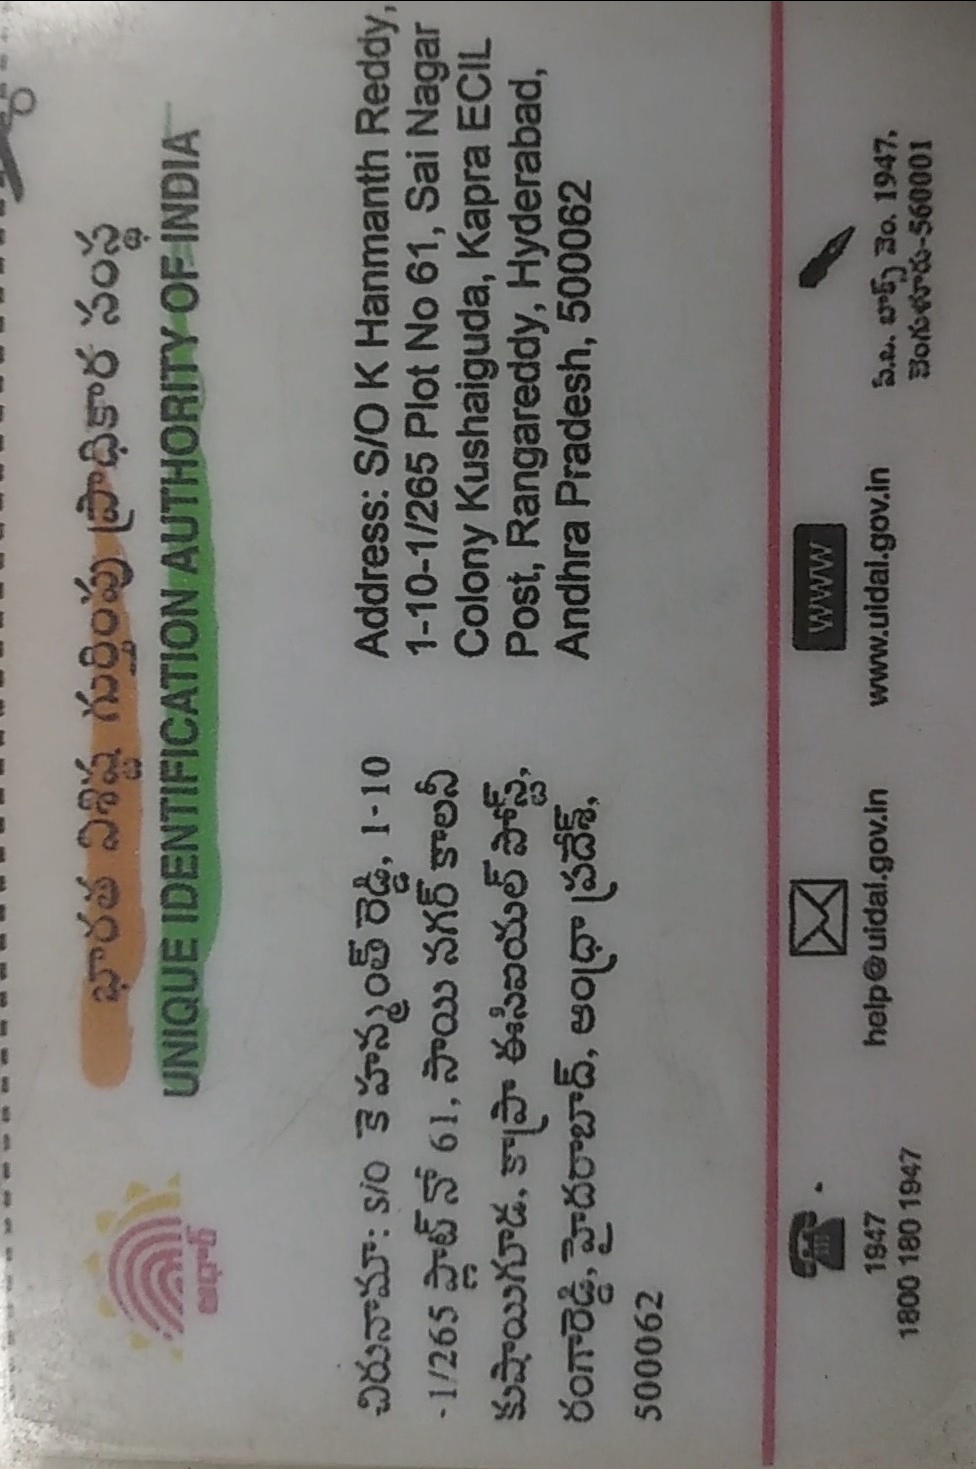 భారత విశిష్ట గుర్తింపు ప్రాధికార సంస్థ
UNIQUE IDENTIFICATION AUTHORITY OF INDIA
ఆధార్
చిరునామా: S/O కె హన్మంత్ రెడ్డి, 1-10
-1/265 ప్లాట్ నో 61, సాయి నగర్ కాలనీ
కుషాయిగూడ, కాప్రా ఈసిఐయల్ పోస్ట్,
రంగారెడ్డి, హైదరాబాద్, ఆంధ్రా ప్రదేశ్,
500062
Address: S/O K Hanmanth Reddy,
1-10-1/265 Plot No 61, Sai Nagar
Colony Kushaiguda, Kapra ECIL
Post, Rangareddy, Hyderabad,
Andhra Pradesh, 500062
1947
1800 180 1947
help@uidai.gov.in
WWW
www.uidai.gov.in
పి.ఒ. బాక్స్ నెం. 1947,
బెంగుళూరు-560001